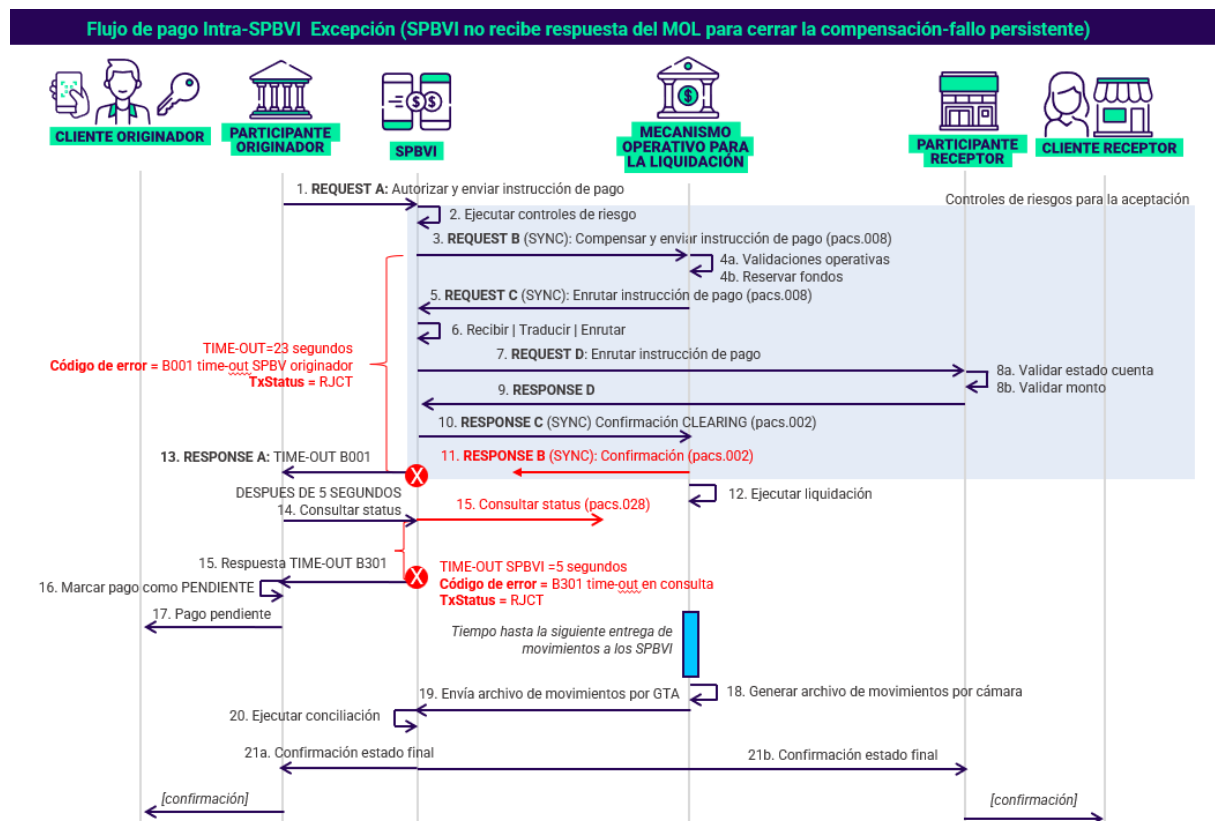 Flujo de pago Intra-SPBVI Excepción (SPBVI no recibe respuesta del MOL para cerrar la compensación-fallo persistente)
CLIENTE ORIGINADOR
PARTICIPANTE
ORIGINADOR
SPBVI
MECANISMO
OPERATIVO PARA
LA LIQUIDACIÓN
PARTICIPANTE
RECEPTOR
CLIENTE RECEPTOR
1. REQUEST A: Autorizar y enviar instrucción de pago
Controles de riesgos para la aceptación
2. Ejecutar controles de riesgo
3. REQUEST B (SYNC): Compensar y enviar instrucción de pago (pacs.008)
4a. Validaciones operativas
4b. Reservar fondos
5. REQUEST C (SYNC): Enrutar instrucción de pago (pacs.008)
6. Recibir | Traducir | Enrutar
TIME-OUT=23 segundos
Código de error = B001 time-out SPBV originador
TxStatus = RJCT
7. REQUEST D: Enrutar instrucción de pago
8a. Validar estado cuenta
8b. Validar monto
9. RESPONSE D
10. RESPONSE C (SYNC) Confirmación CLEARING (pacs.002)
13. RESPONSE A: TIME-OUT B001
11. RESPONSE B (SYNC): Confirmación (pacs.002)
X
12. Ejecutar liquidación
DESPUES DE 5 SEGUNDOS
14. Consultar status
15. Consultar status (pacs.028)
15. Respuesta TIME-OUT B301
X
TIME-OUT SPBVI =5 segundos
Código de error = B301 time-out en consulta
TxStatus = RJCT
16. Marcar pago como PENDIENTE
17. Pago pendiente
Tiempo hasta la siguiente entrega de
movimientos a los SPBVI
18. Generar archivo de movimientos por cámara
19. Envía archivo de movimientos por GTA
20. Ejecutar conciliación
21a. Confirmación estado final
21b. Confirmación estado final
[confirmación]
[confirmación]